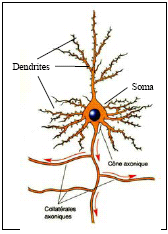 Dendrites
Soma
Cône axonique
Collatérales
axoniques